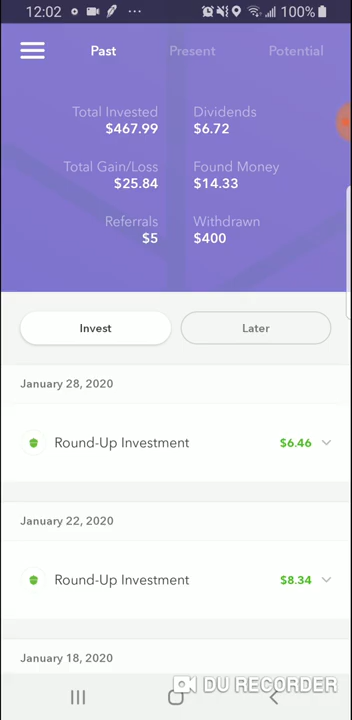 12:02
100%
Past
Present
Potential
Total Invested
$467.99
Dividends
$6.72
Total Gain/Loss
$25.84
Found Money
$14.33
Referrals
$5
Withdrawn
$400
Invest
Later
January 28, 2020
Round-Up Investment
$6.46
January 22, 2020
Round-Up Investment
$8.34
January 18, 2020
DU RECORDER